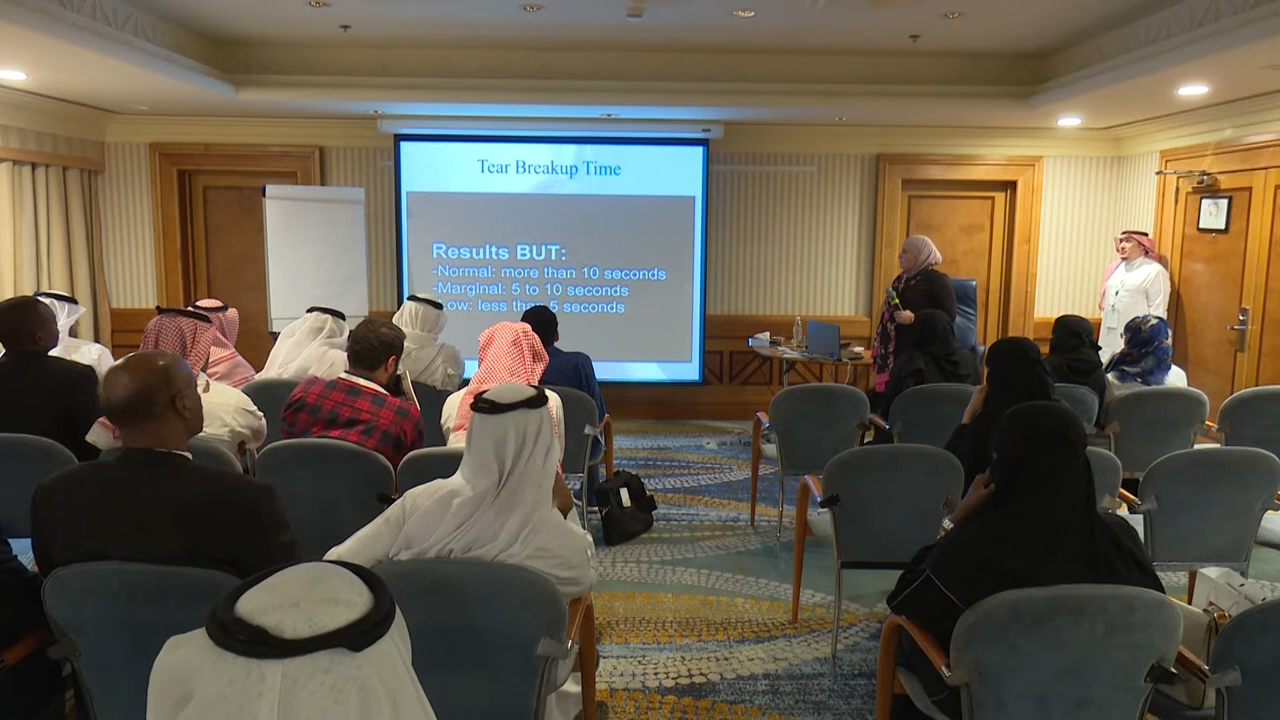 Tear Breakup Time
Results BUT:
-Normal: more than 10 seconds
-Marginal: 5 to 10 seconds
-Low: less than 5 seconds